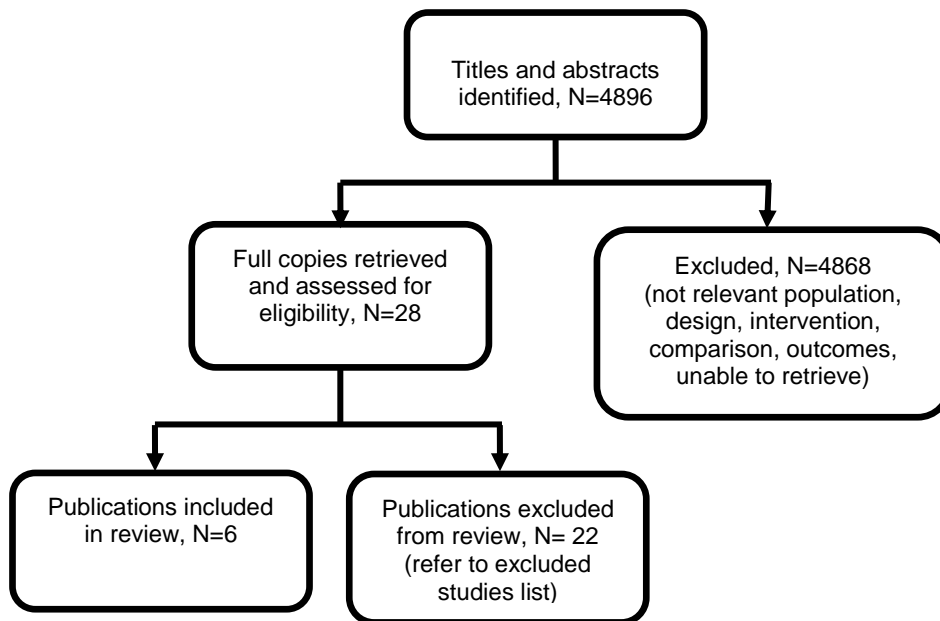 Titles and abstracts
identified, N=4896
Full copies retrieved
and assessed for
eligibility, N=28
Excluded, N=4868
(not relevant population,
design, intervention,
comparison, outcomes,
unable to retrieve)
Publications included
in review, N=6
Publications excluded
from review, N= 22
(refer to excluded
studies list)